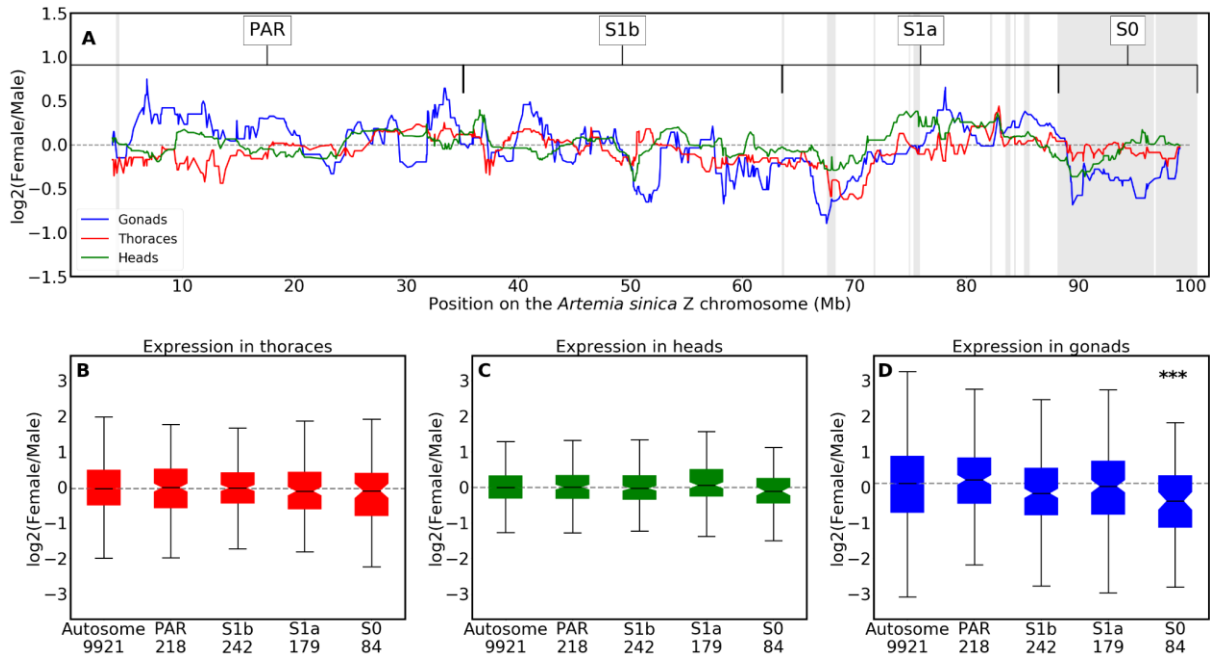 A
PAR
S1b
S1a
S0
log2(Female/Male)
1.5
1.0
0.5
0.0
−0.5
−1.0
−1.5
Gonads
Thoraces
Heads
10 20 30 40 50 60 70 80 90 100
Position on the Artemia sinica Z chromosome (Mb)
Expression in thoraces
B
log2(Female/Male)
3
2
1
0
−1
−2
−3
Autosome PAR S1b S1a S0
9921 218 242 179 84
Expression in heads
C
log2(Female/Male)
3
2
1
0
−1
−2
−3
Autosome PAR S1b S1a S0
9921 218 242 179 84
Expression in gonads
D
***
log2(Female/Male)
3
2
1
0
−1
−2
−3
Autosome PAR S1b S1a S0
9921 218 242 179 84